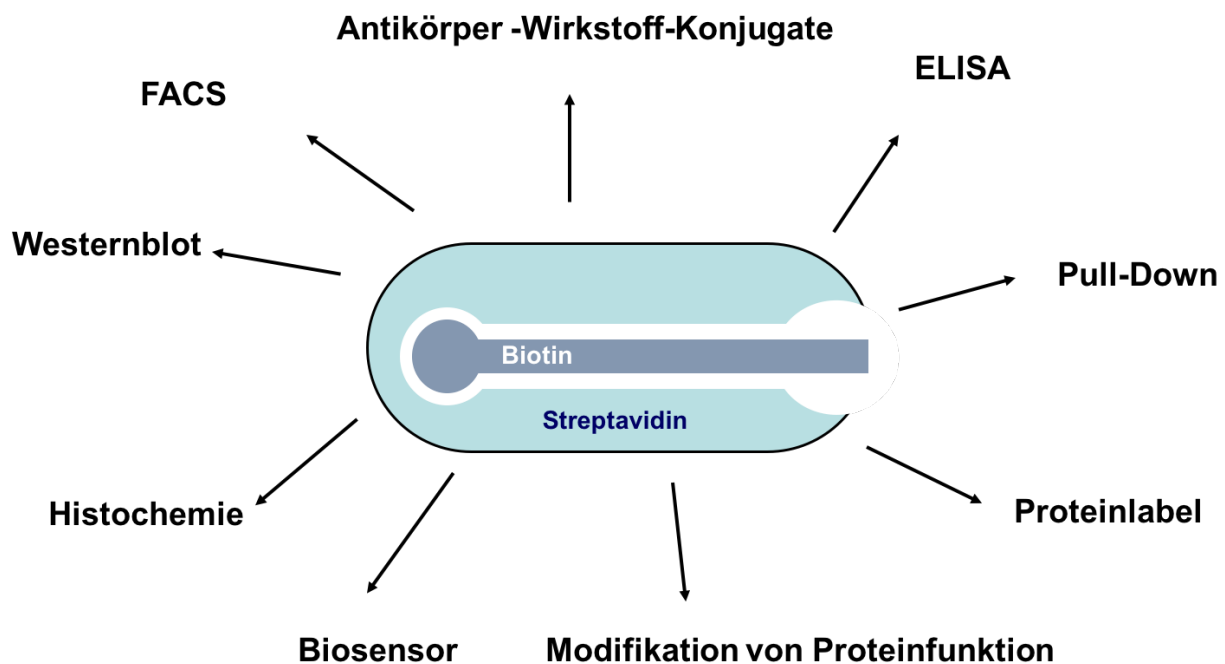 Antikörper -Wirkstoff-Konjugate
ELISA
FACS
Westernblot
Pull-Down
Biotin
Streptavidin
Histochemie
Proteinlabel
Biosensor
Modifikation von Proteinfunktion